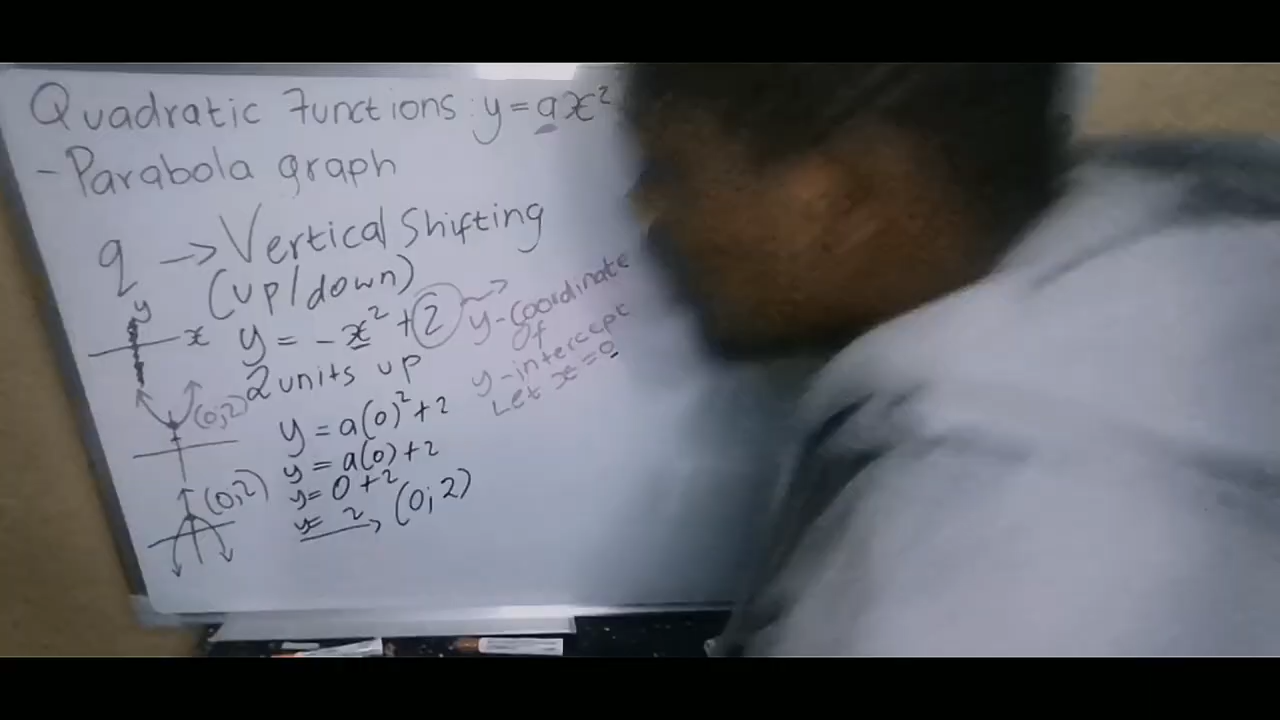 Quadratic Functions: y = ax²
- Parabola graph
q → Vertical Shifting
(up/down)
y
x
y = -x² + 2 → y-coordinate
of
y-intercept
Let x = 0
2 units up
(0;2)
y = a(0)² + 2
y = a(0) + 2
y = 0 + 2
y = 2 → (0;2)
(0;2)